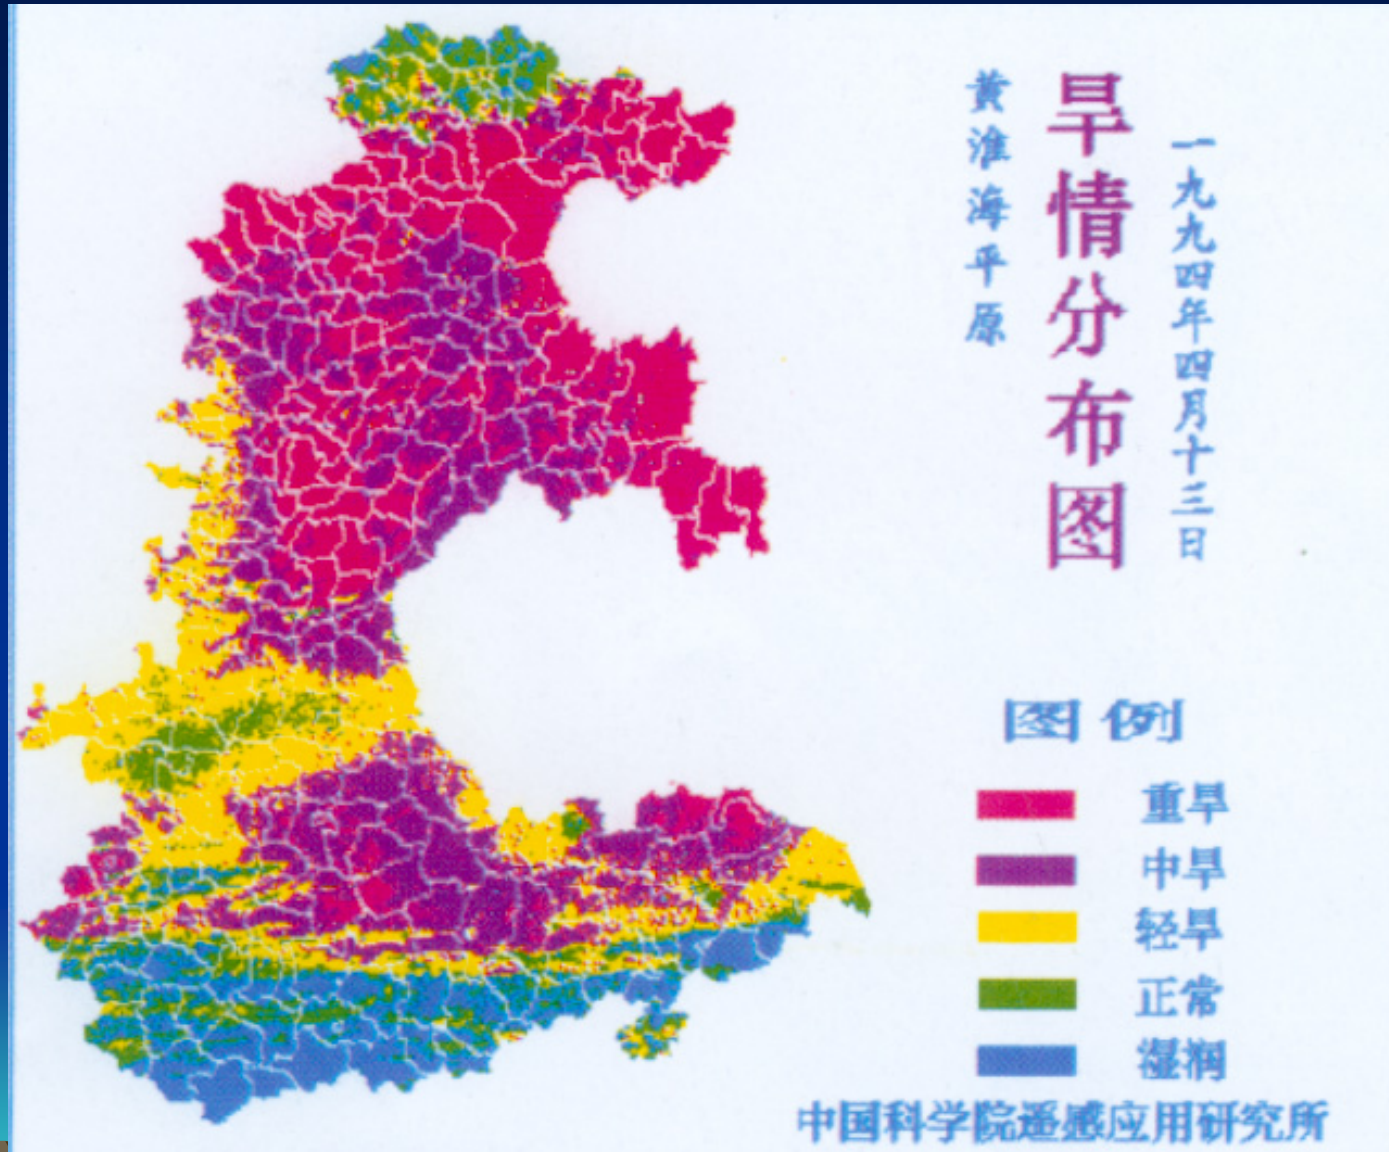 黄淮海平原
旱情分布图
一九九四年四月十三日
图例
重旱
中旱
轻旱
正常
湿润
中国科学院遥感应用研究所